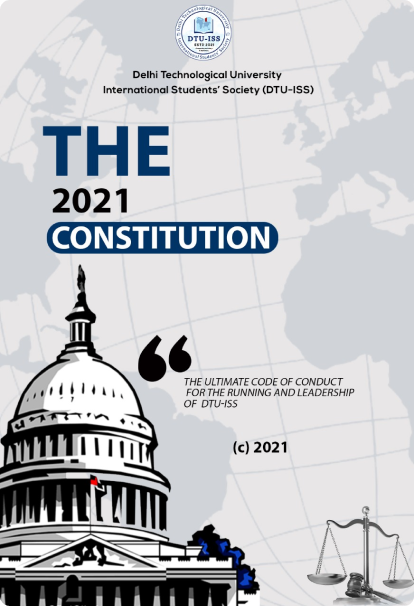 DTU-ISS
Delhi Technological University
International Students' Society (DTU-ISS)
THE
2021
CONSTITUTION
“
THE ULTIMATE CODE OF CONDUCT
FOR THE RUNNING AND LEADERSHIP
OF DTU-ISS
(c) 2021